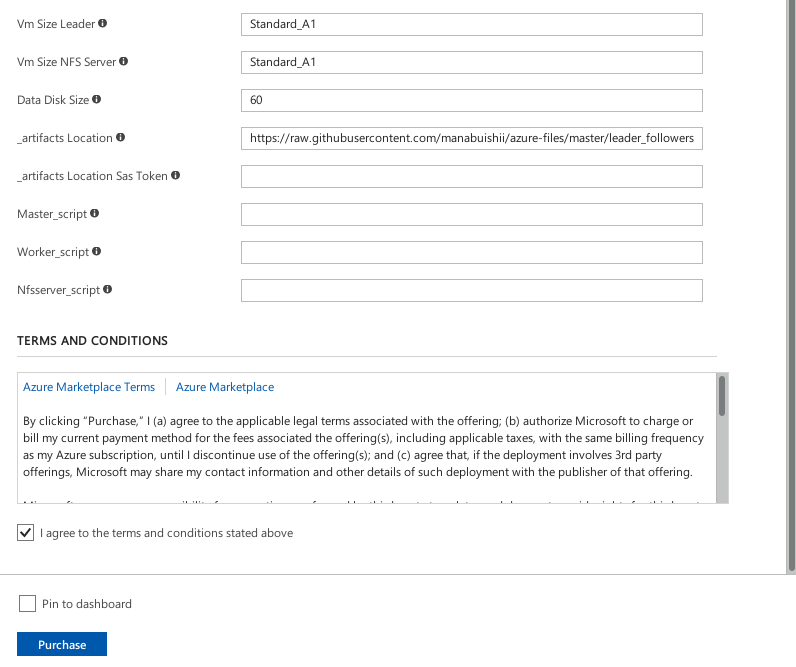 Vm Size Leader
Standard_A1
Vm Size NFS Server
Standard_A1
Data Disk Size
60
_artifacts Location
https://raw.githubusercontent.com/manabuishii/azure-files/master/leader_followers
_artifacts Location Sas Token
Master_script
Worker_script
Nfsserver_script
TERMS AND CONDITIONS
Azure Marketplace Terms
Azure Marketplace
By clicking “Purchase,” I (a) agree to the applicable legal terms associated with the offering; (b) authorize Microsoft to charge or
bill my current payment method for the fees associated the offering(s), including applicable taxes, with the same billing frequency
as my Azure subscription, until I discontinue use of the offering(s); and (c) agree that, if the deployment involves 3rd party
offerings, Microsoft may share my contact information and other details of such deployment with the publisher of that offering.
I agree to the terms and conditions stated above
Pin to dashboard
Purchase